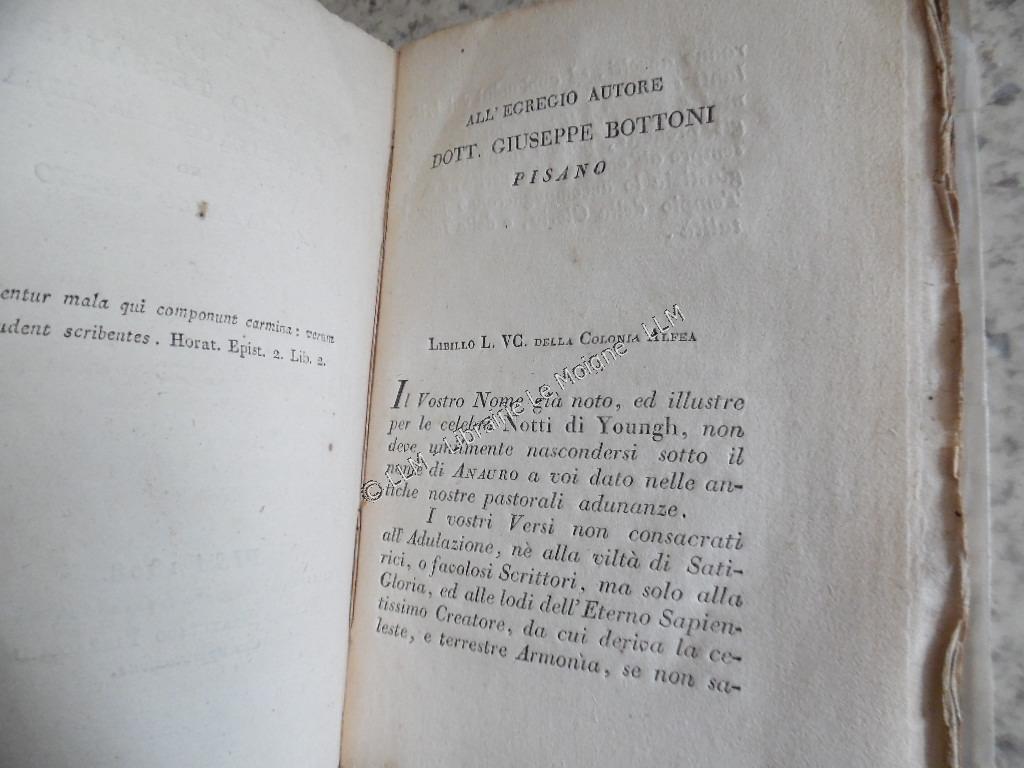 entur mala qui componunt carmina: verum
udent scribentes. Horat. Epist. 2. Lib. 2.
ALL' EGREGIO AUTORE
DOTT. GIUSEPPE BOTTONI
PISANO
LIBILLO L. VC. DELLA COLONIA ALFEA
Il Vostro Nome già noto, ed illustre
per le celebri Notti di Youngh, non
deve umilmente nascondersi sotto il
nome di ANAURO a voi dato nelle an-
tiche nostre pastorali adunanze.
I vostri Versi non consacrati
all' Adulazione, nè alla viltà di Sati-
rici, o favolosi Scrittori, ma solo alla
Gloria, ed alle lodi dell' Eterno Sapien-
tissimo Creatore, da cui deriva la ce-
leste, e terrestre Armonìa, se non sa-
© LLM Librairie Le Moigne LLM